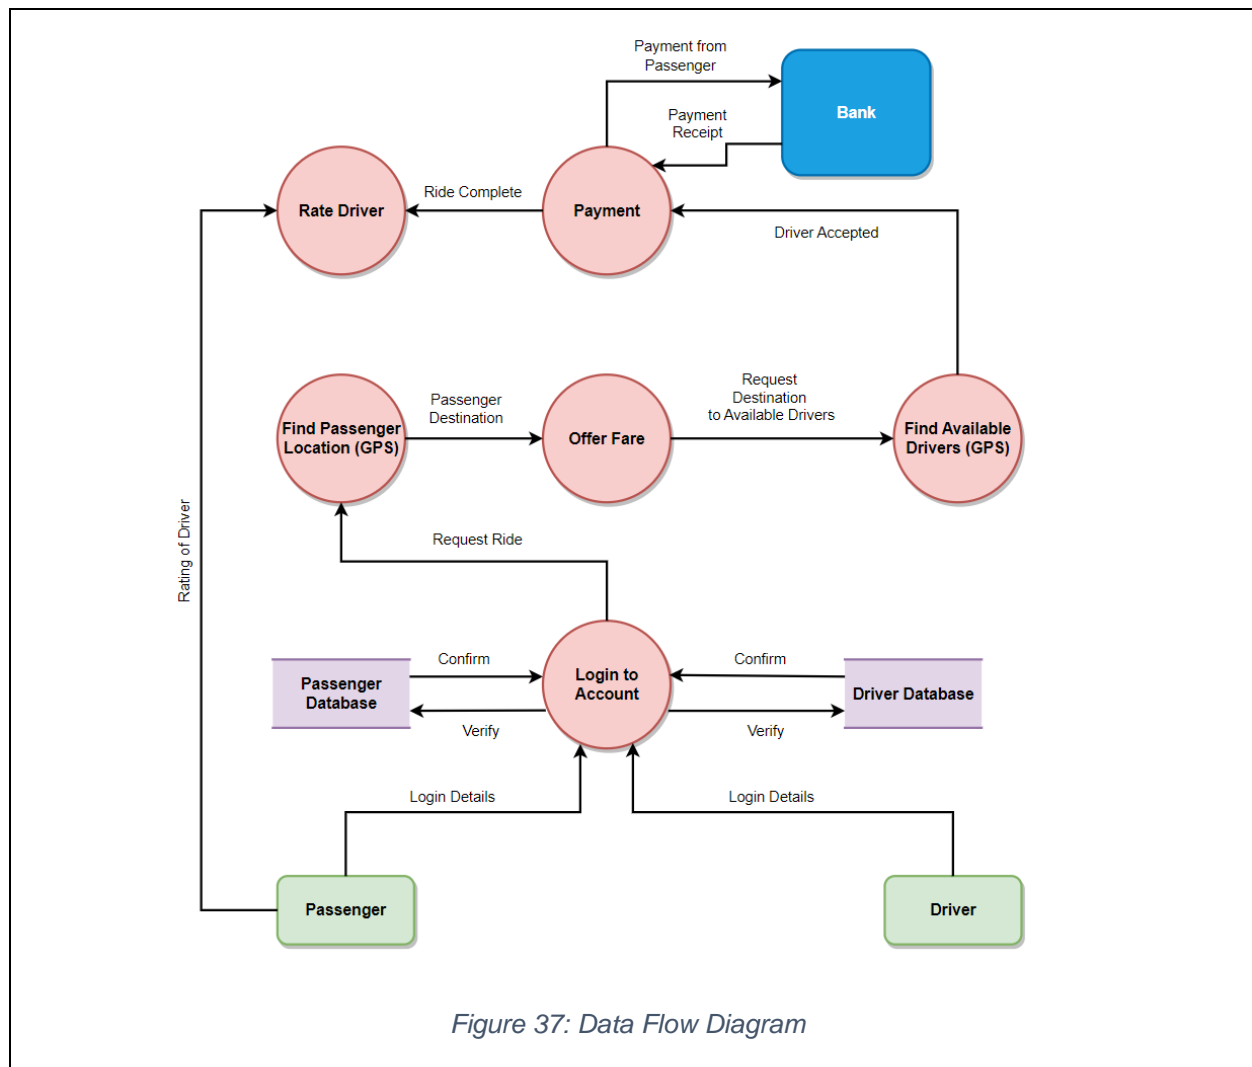 Payment from
Passenger
Bank
Payment
Receipt
Ride Complete
Rate Driver
Payment
Driver Accepted
Passenger
Destination
Request
Destination
to Available Drivers
Find Passenger
Location (GPS)
Offer Fare
Find Available
Drivers (GPS)
Rating of Driver
Request Ride
Confirm
Confirm
Passenger
Database
Login to
Account
Driver Database
Verify
Verify
Login Details
Login Details
Passenger
Driver
Figure 37: Data Flow Diagram